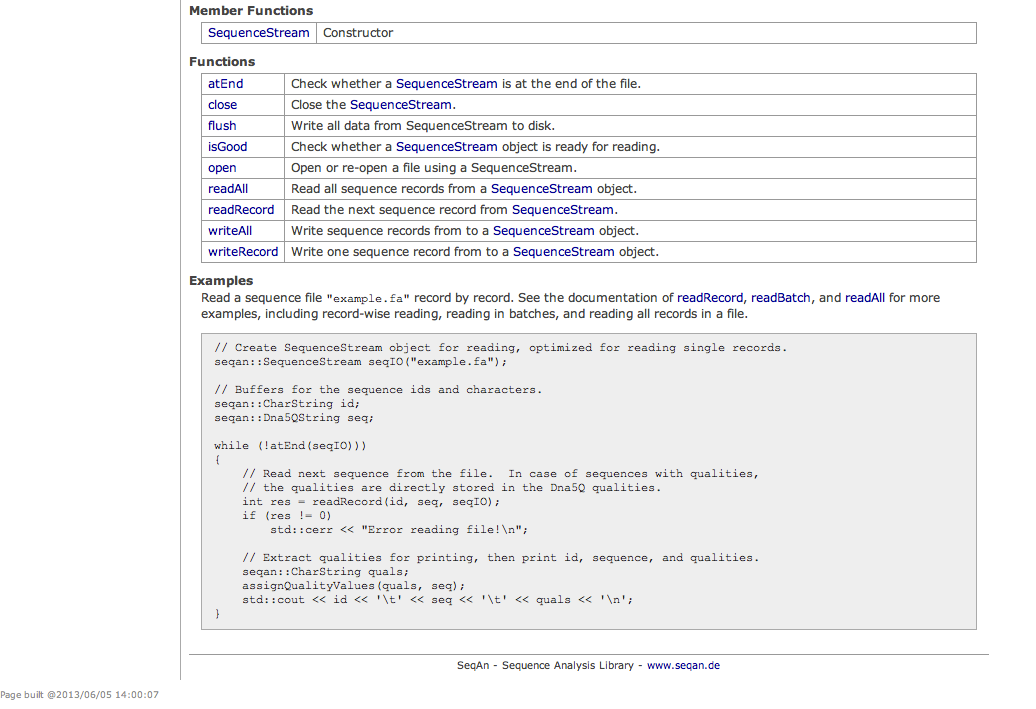 Member Functions
SequenceStream Constructor
Functions
atEnd Check whether a SequenceStream is at the end of the file.
close Close the SequenceStream.
flush Write all data from SequenceStream to disk.
isGood Check whether a SequenceStream object is ready for reading.
open Open or re-open a file using a SequenceStream.
readAll Read all sequence records from a SequenceStream object.
readRecord Read the next sequence record from SequenceStream.
writeAll Write sequence records from to a SequenceStream object.
writeRecord Write one sequence record from to a SequenceStream object.
Examples
Read a sequence file "example.fa" record by record. See the documentation of readRecord, readBatch, and readAll for more
examples, including record-wise reading, reading in batches, and reading all records in a file.
// Create SequenceStream object for reading, optimized for reading single records.
seqan::SequenceStream seqIO("example.fa");
// Buffers for the sequence ids and characters.
seqan::CharString id;
seqan::Dna5QString seq;
while (!atEnd(seqIO)))
{
    // Read next sequence from the file.  In case of sequences with qualities,
    // the qualities are directly stored in the Dna5Q qualities.
    int res = readRecord(id, seq, seqIO);
    if (res != 0)
        std::cerr << "Error reading file!\n";
    // Extract qualities for printing, then print id, sequence, and qualities.
    seqan::CharString quals;
    assignQualityValues(quals, seq);
    std::cout << id << '\t' << seq << '\t' << quals << '\n';
}
SeqAn - Sequence Analysis Library - www.seqan.de
Page built @2013/06/05 14:00:07